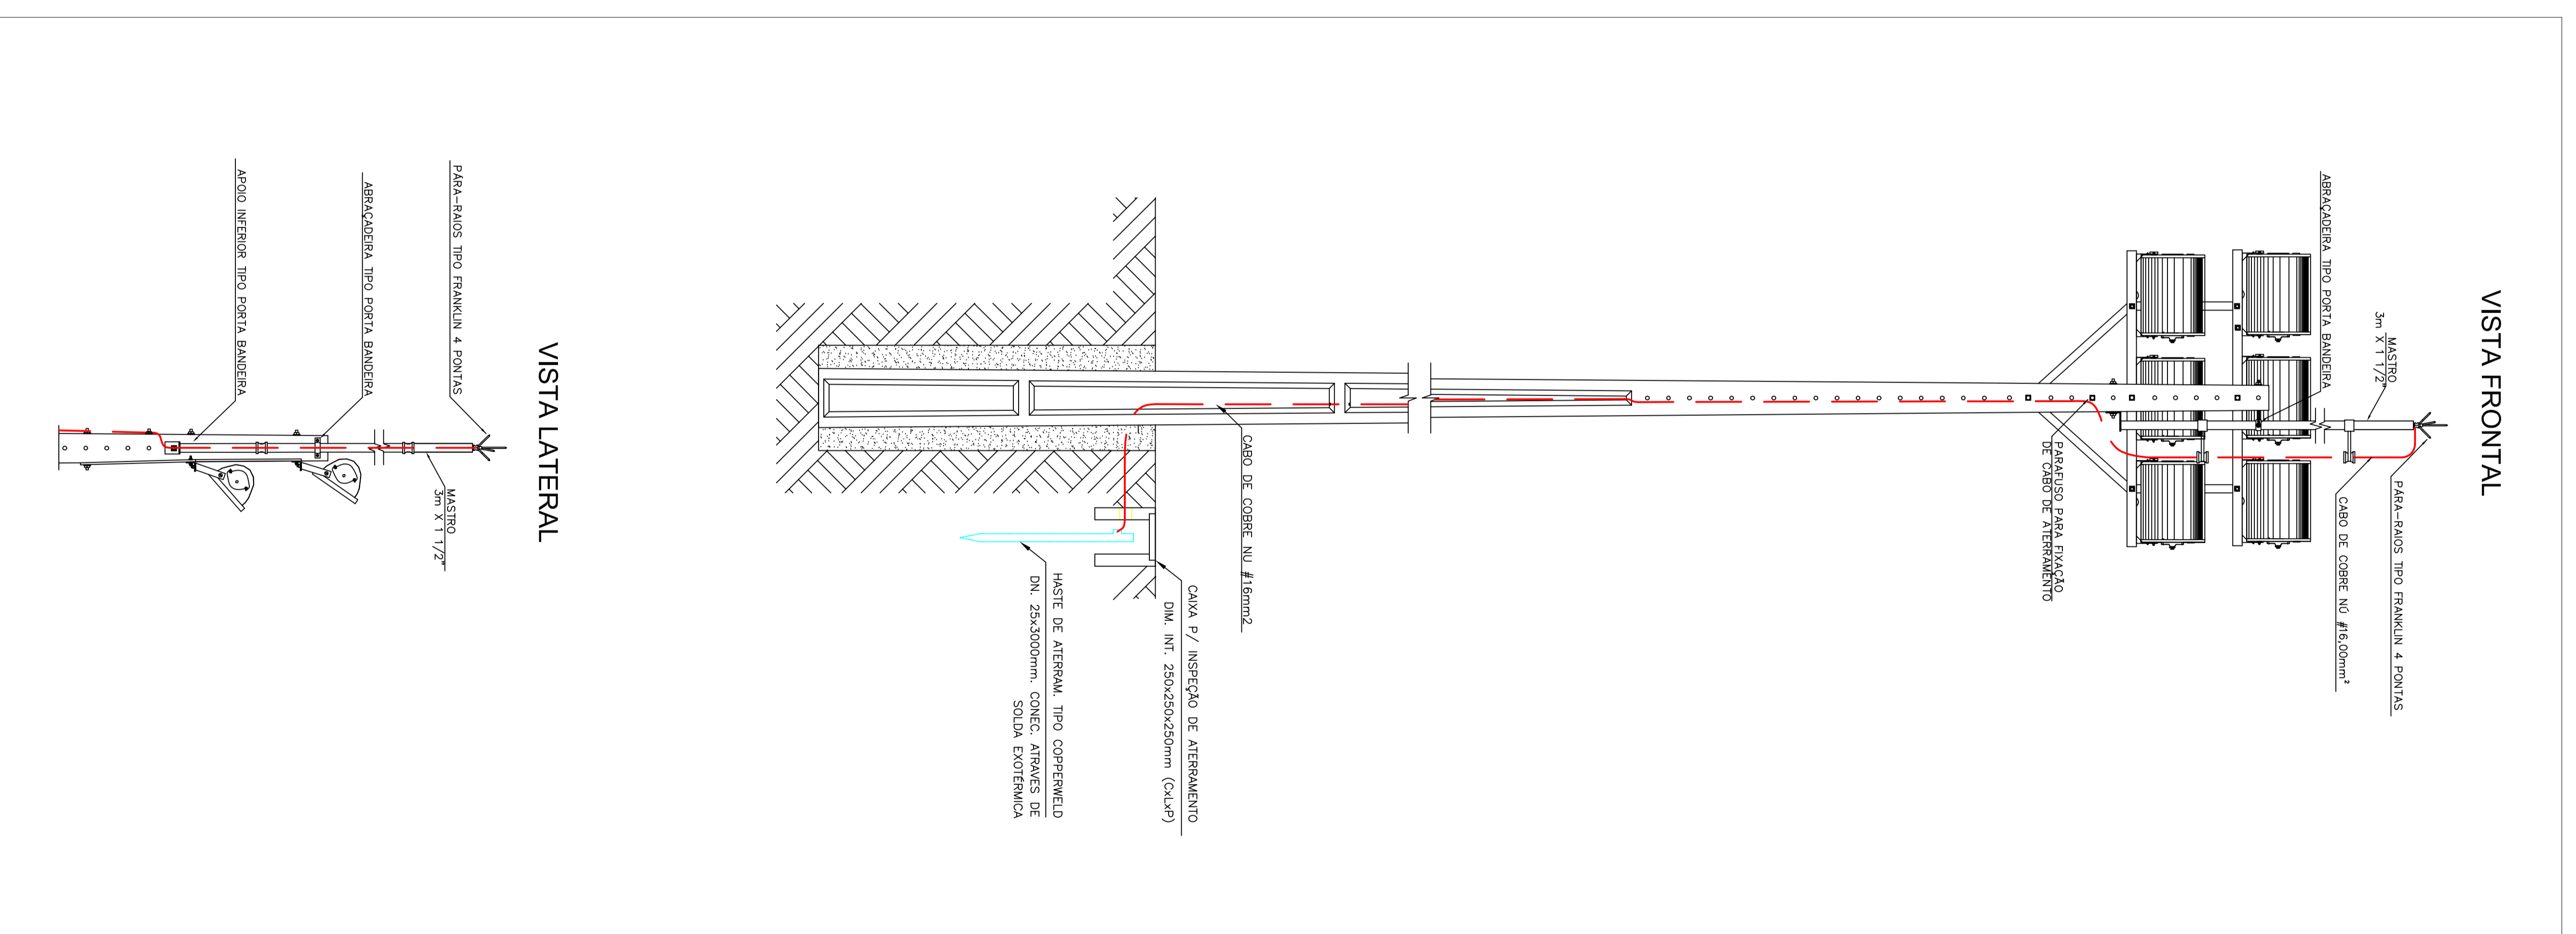 VISTA FRONTAL
MASTRO
3m X 1 1/2"
PÁRA-RAIOS TIPO FRANKLIN 4 PONTAS
CABO DE COBRE NÚ #16,00mm²
ABRAÇADEIRA TIPO PORTA BANDEIRA
PARAFUSO PARA FIXAÇÃO
DE CABO DE ATERRAMENTO
CABO DE COBRE NU #16mm2
CAIXA P/ INSPEÇÃO DE ATERRAMENTO
DIM. INT. 250x250x250mm (CxLxP)
HASTE DE ATERRAM. TIPO COPPERWELD
DN. 25x3000mm. CONEC. ATRAVES DE
SOLDA EXOTÉRMICA
VISTA LATERAL
PÁRA-RAIOS TIPO FRANKLIN 4 PONTAS
MASTRO
3m X 1 1/2"
ABRAÇADEIRA TIPO PORTA BANDEIRA
APOIO INFERIOR TIPO PORTA BANDEIRA